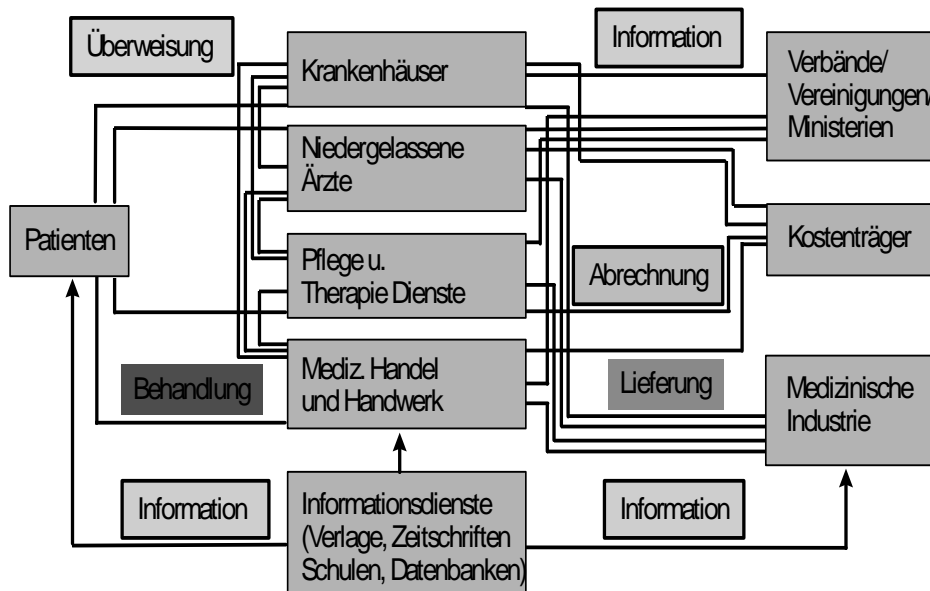 Überweisung
Information
Krankenhäuser
Verbände/
Vereinigungen/
Ministerien
Niedergelassene
Ärzte
Patienten
Kostenträger
Pflege u.
Therapie Dienste
Abrechnung
Behandlung
Mediz. Handel
und Handwerk
Lieferung
Medizinische
Industrie
Information
Informationsdienste
(Verlage, Zeitschriften
Schulen, Datenbanken)
Information